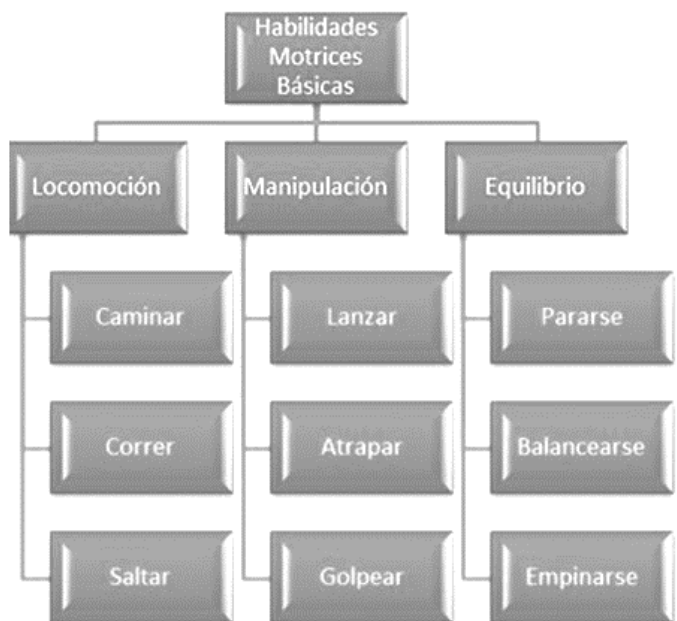 Habilidades
Motrices
Básicas
Locomoción
Manipulación
Equilibrio
Caminar
Lanzar
Pararse
Correr
Atrapar
Balancearse
Saltar
Golpear
Empinarse